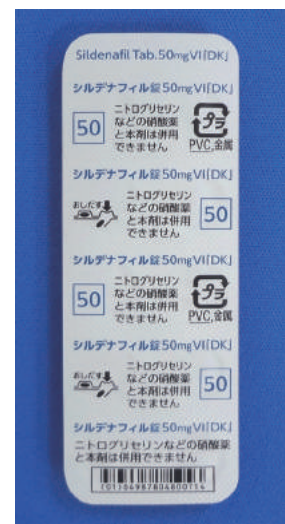 Sildenafil Tab.50mgVI「DK」
シルデナフィル錠50mgVI「DK」
50
ニトログリセリン
などの硝酸薬
と本剤は併用
できません
プラ
PVC,金属
シルデナフィル錠50mgVI「DK」
おしだす
ニトログリセリン
などの硝酸薬
と本剤は併用
できません
50
シルデナフィル錠50mgVI「DK」
50
ニトログリセリン
などの硝酸薬
と本剤は併用
できません
プラ
PVC,金属
シルデナフィル錠50mgVI「DK」
おしだす
ニトログリセリン
などの硝酸薬
と本剤は併用
できません
50
シルデナフィル錠50mgVI「DK」
ニトログリセリンなどの硝酸薬
と本剤は併用できません
(01)04987804800714